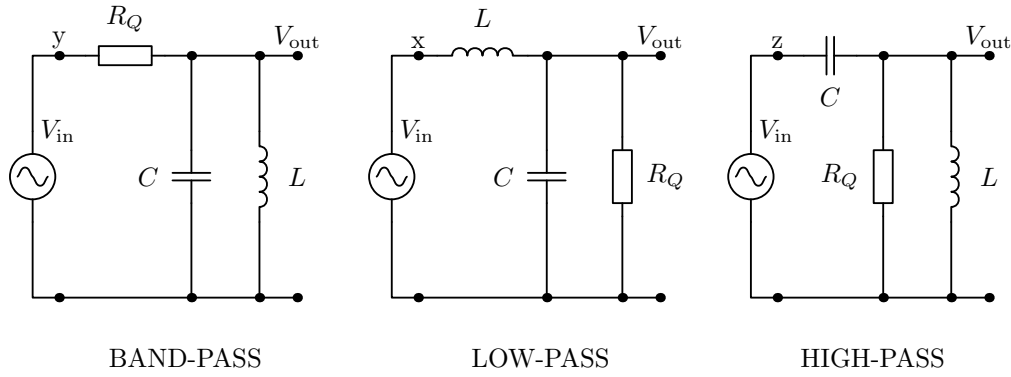 R_Q
y
V_out
V_in
C
L
BAND-PASS
L
x
V_out
V_in
C
R_Q
LOW-PASS
z
V_out
C
V_in
R_Q
L
HIGH-PASS